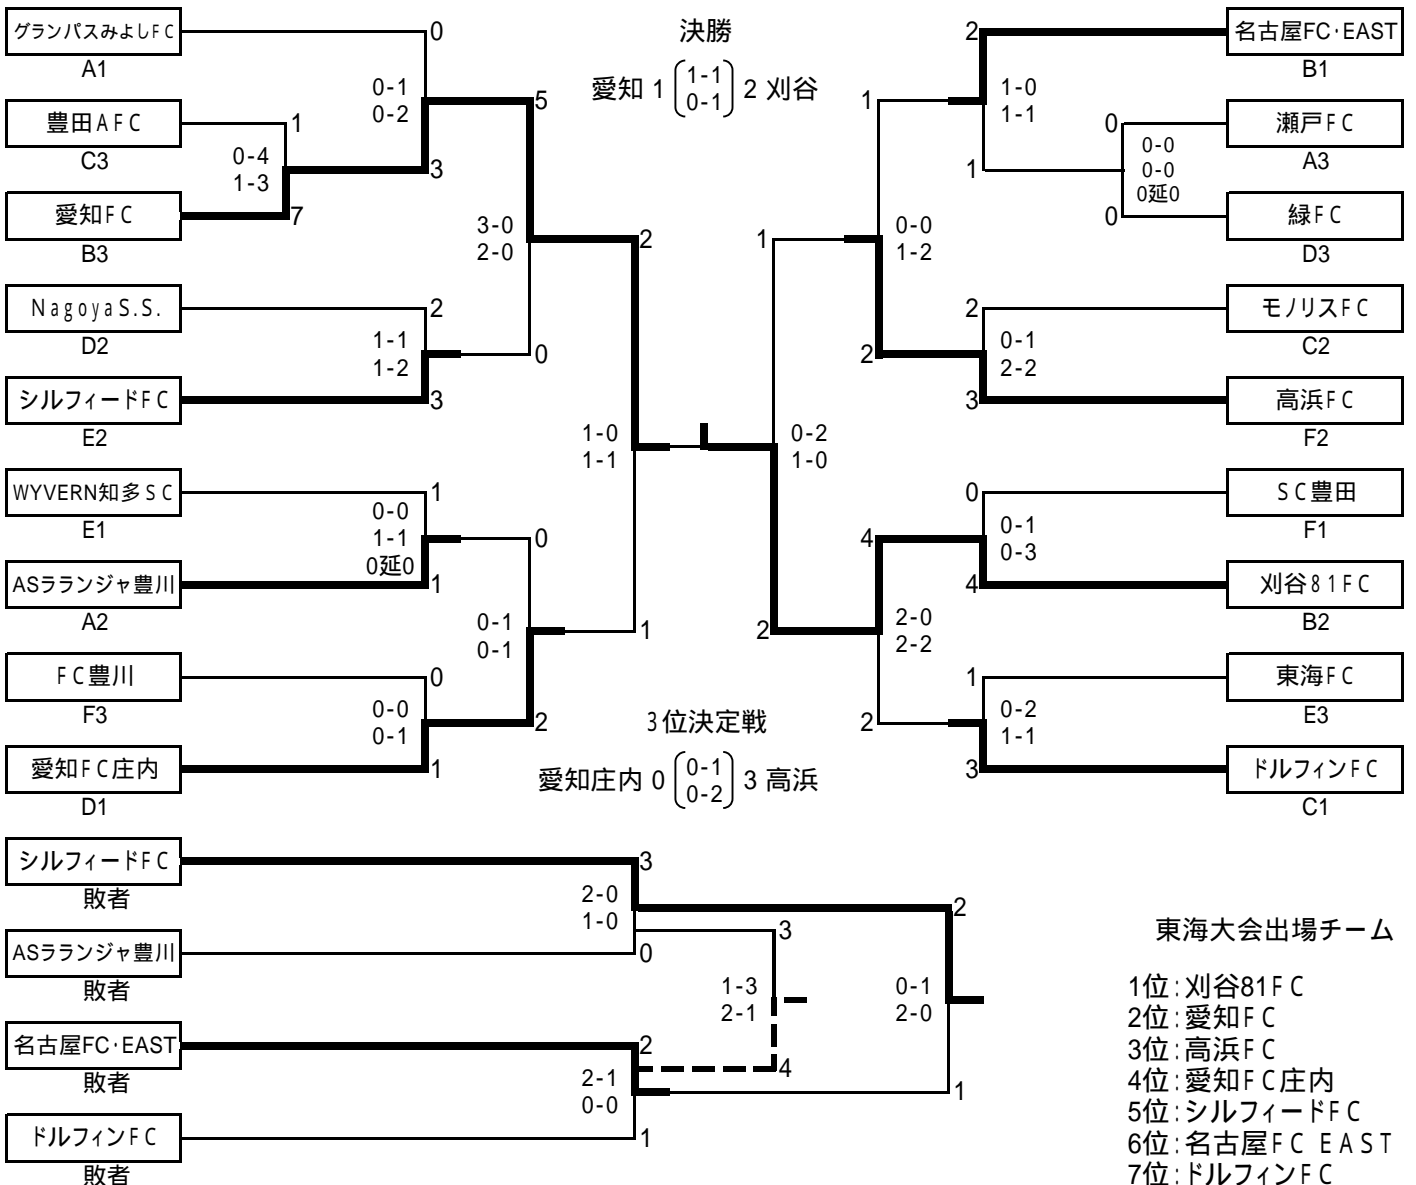 グランパスみよしFC
A1
豊田AFC
C3
愛知FC
B3
NagoyaS.S.
D2
シルフィードFC
E2
WYVERN知多SC
E1
ASラランジャ豊川
A2
FC豊川
F3
愛知FC庄内
D1
0
0-1
0-2
5
1
0-4
1-3
3
7
3-0
2-0
2
2
1-1
1-2
0
3
1-0
1-1
1
0-0
1-1
0延0
0
1
0-1
0-1
1
0
0-0
0-1
2
1
決勝
愛知 1
1-1
0-1
2 刈谷
3位決定戦
愛知庄内 0
0-1
0-2
3 高浜
2
1-0
1-1
1
0
0-0
0-0
0延0
1
0
0-0
1-2
1
2
0-1
2-2
2
3
0-2
1-0
0
0-1
0-3
4
4
2-0
2-2
2
1
0-2
1-1
2
3
名古屋FC・EAST
B1
瀬戸FC
A3
緑FC
D3
モノリスFC
C2
高浜FC
F2
SC豊田
F1
刈谷81FC
B2
東海FC
E3
ドルフィンFC
C1
シルフィードFC
敗者
ASラランジャ豊川
敗者
名古屋FC・EAST
敗者
ドルフィンFC
敗者
3
2-0
1-0
0
2
3
1-3
2-1
0-1
2-0
2
4
2-1
0-0
1
1
東海大会出場チーム
1位:刈谷81FC
2位:愛知FC
3位:高浜FC
4位:愛知FC庄内
5位:シルフィードFC
6位:名古屋FC EAST
7位:ドルフィンFC